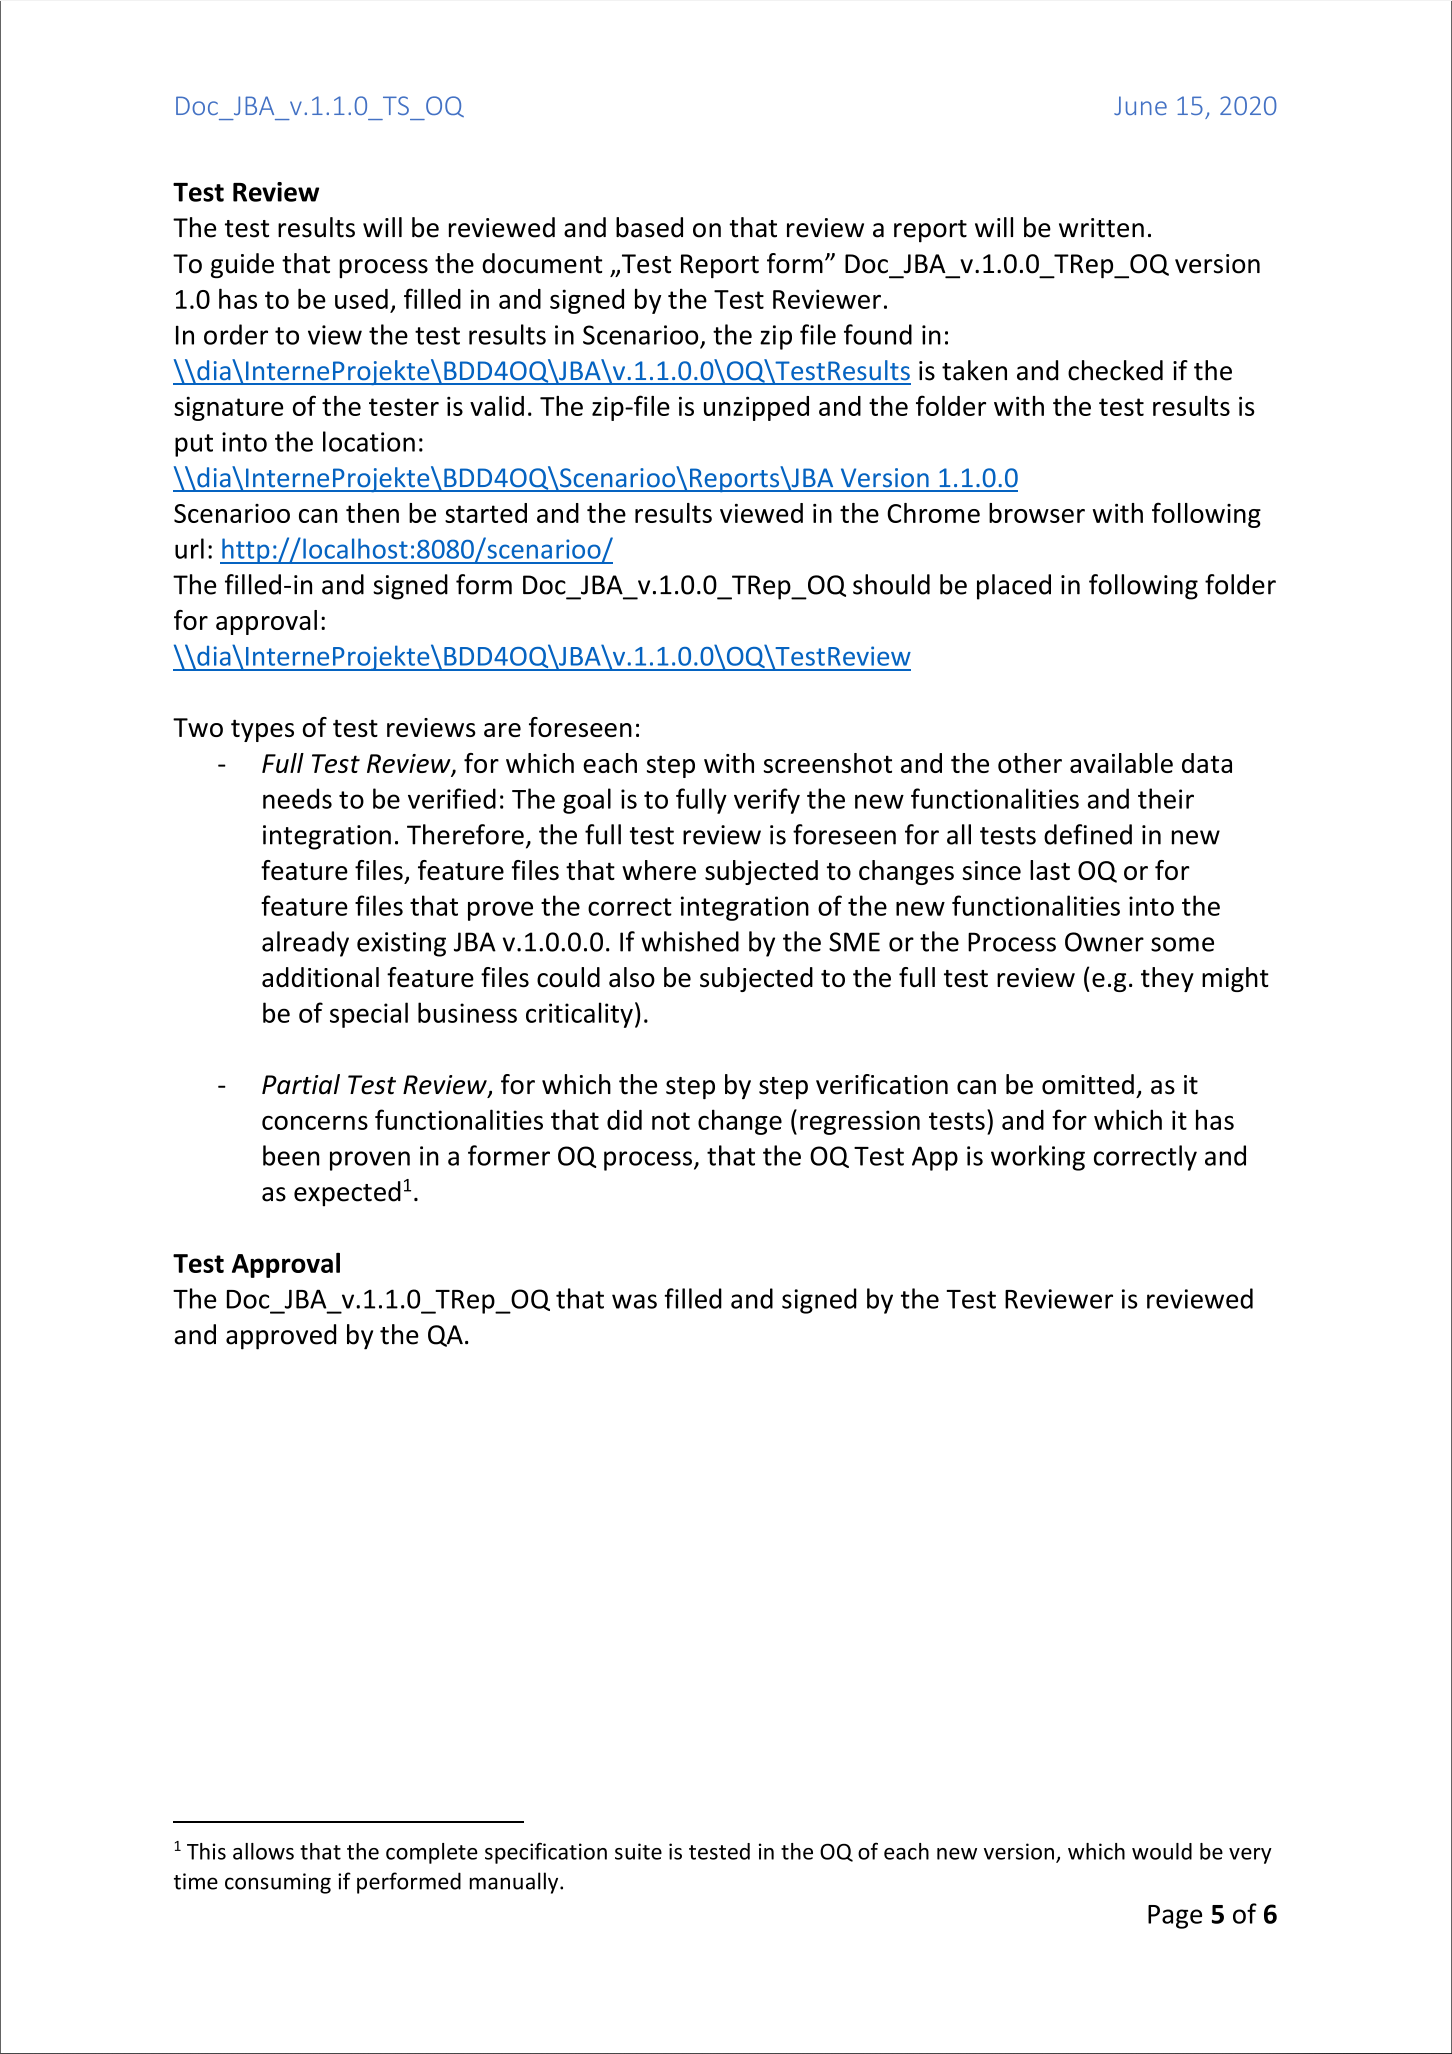 Doc_JBA_v.1.1.0_TS_OQ June 15, 2020
Test Review
The test results will be reviewed and based on that review a report will be written.
To guide that process the document „Test Report form” Doc_JBA_v.1.0.0_TRep_OQ version
1.0 has to be used, filled in and signed by the Test Reviewer.
In order to view the test results in Scenarioo, the zip file found in:
\\dia\InterneProjekte\BDD4OQ\JBA\v.1.1.0.0\OQ\TestResults is taken and checked if the
signature of the tester is valid. The zip-file is unzipped and the folder with the test results is
put into the location:
\\dia\InterneProjekte\BDD4OQ\Scenarioo\Reports\JBA Version 1.1.0.0
Scenarioo can then be started and the results viewed in the Chrome browser with following
url: http://localhost:8080/scenarioo/
The filled-in and signed form Doc_JBA_v.1.0.0_TRep_OQ should be placed in following folder
for approval:
\\dia\InterneProjekte\BDD4OQ\JBA\v.1.1.0.0\OQ\TestReview
Two types of test reviews are foreseen:
- Full Test Review, for which each step with screenshot and the other available data
needs to be verified: The goal is to fully verify the new functionalities and their
integration. Therefore, the full test review is foreseen for all tests defined in new
feature files, feature files that where subjected to changes since last OQ or for
feature files that prove the correct integration of the new functionalities into the
already existing JBA v.1.0.0.0. If whished by the SME or the Process Owner some
additional feature files could also be subjected to the full test review (e.g. they might
be of special business criticality).
- Partial Test Review, for which the step by step verification can be omitted, as it
concerns functionalities that did not change (regression tests) and for which it has
been proven in a former OQ process, that the OQ Test App is working correctly and
as expected¹.
Test Approval
The Doc_JBA_v.1.1.0_TRep_OQ that was filled and signed by the Test Reviewer is reviewed
and approved by the QA.
¹ This allows that the complete specification suite is tested in the OQ of each new version, which would be very
time consuming if performed manually.
Page 5 of 6